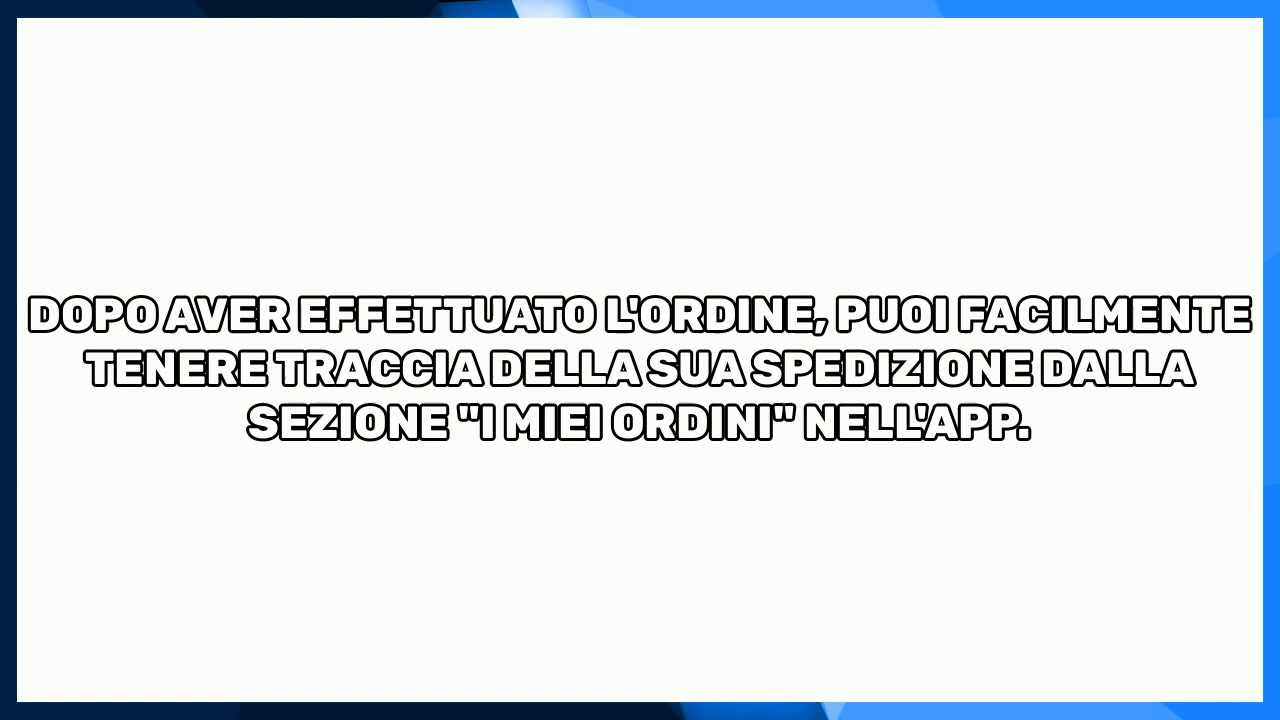 DOPO AVER EFFETTUATO L'ORDINE, PUOI FACILMENTE
TENERE TRACCIA DELLA SUA SPEDIZIONE DALLA
SEZIONE "I MIEI ORDINI" NELL'APP.